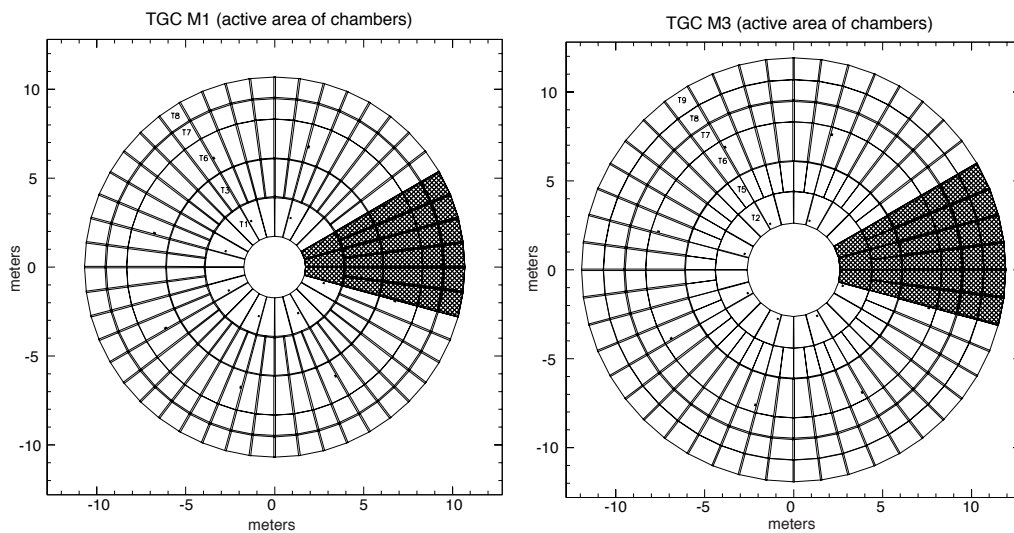 TGC M1 (active area of chambers)
10
5
0
-5
-10
meters
T8
T7
T6
T3
T1
-10
-5
0
5
10
meters
TGC M3 (active area of chambers)
10
5
0
-5
-10
meters
T9
T8
T7
T6
T5
T2
-10
-5
0
5
10
meters